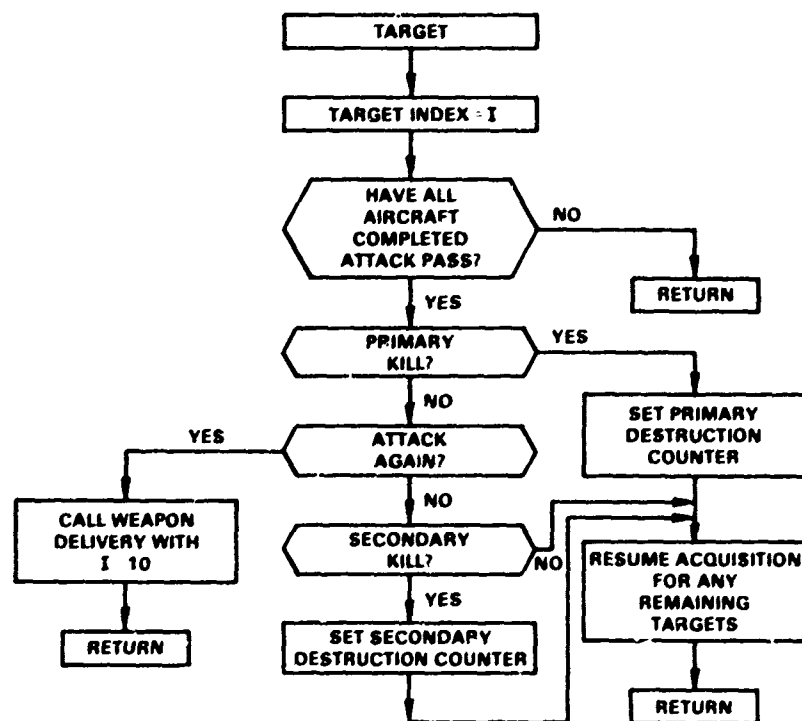 TARGET
TARGET INDEX = I
HAVE ALL
AIRCRAFT
COMPLETED
ATTACK PASS?
NO
RETURN
YES
PRIMARY
KILL?
YES
NO
SET PRIMARY
DESTRUCTION
COUNTER
YES
ATTACK
AGAIN?
NO
CALL WEAPON
DELIVERY WITH
I 10
SECONDARY
KILL?
NO
RESUME ACQUISITION
FOR ANY
REMAINING
TARGETS
YES
RETURN
SET SECONDARY
DESTRUCTION COUNTER
RETURN